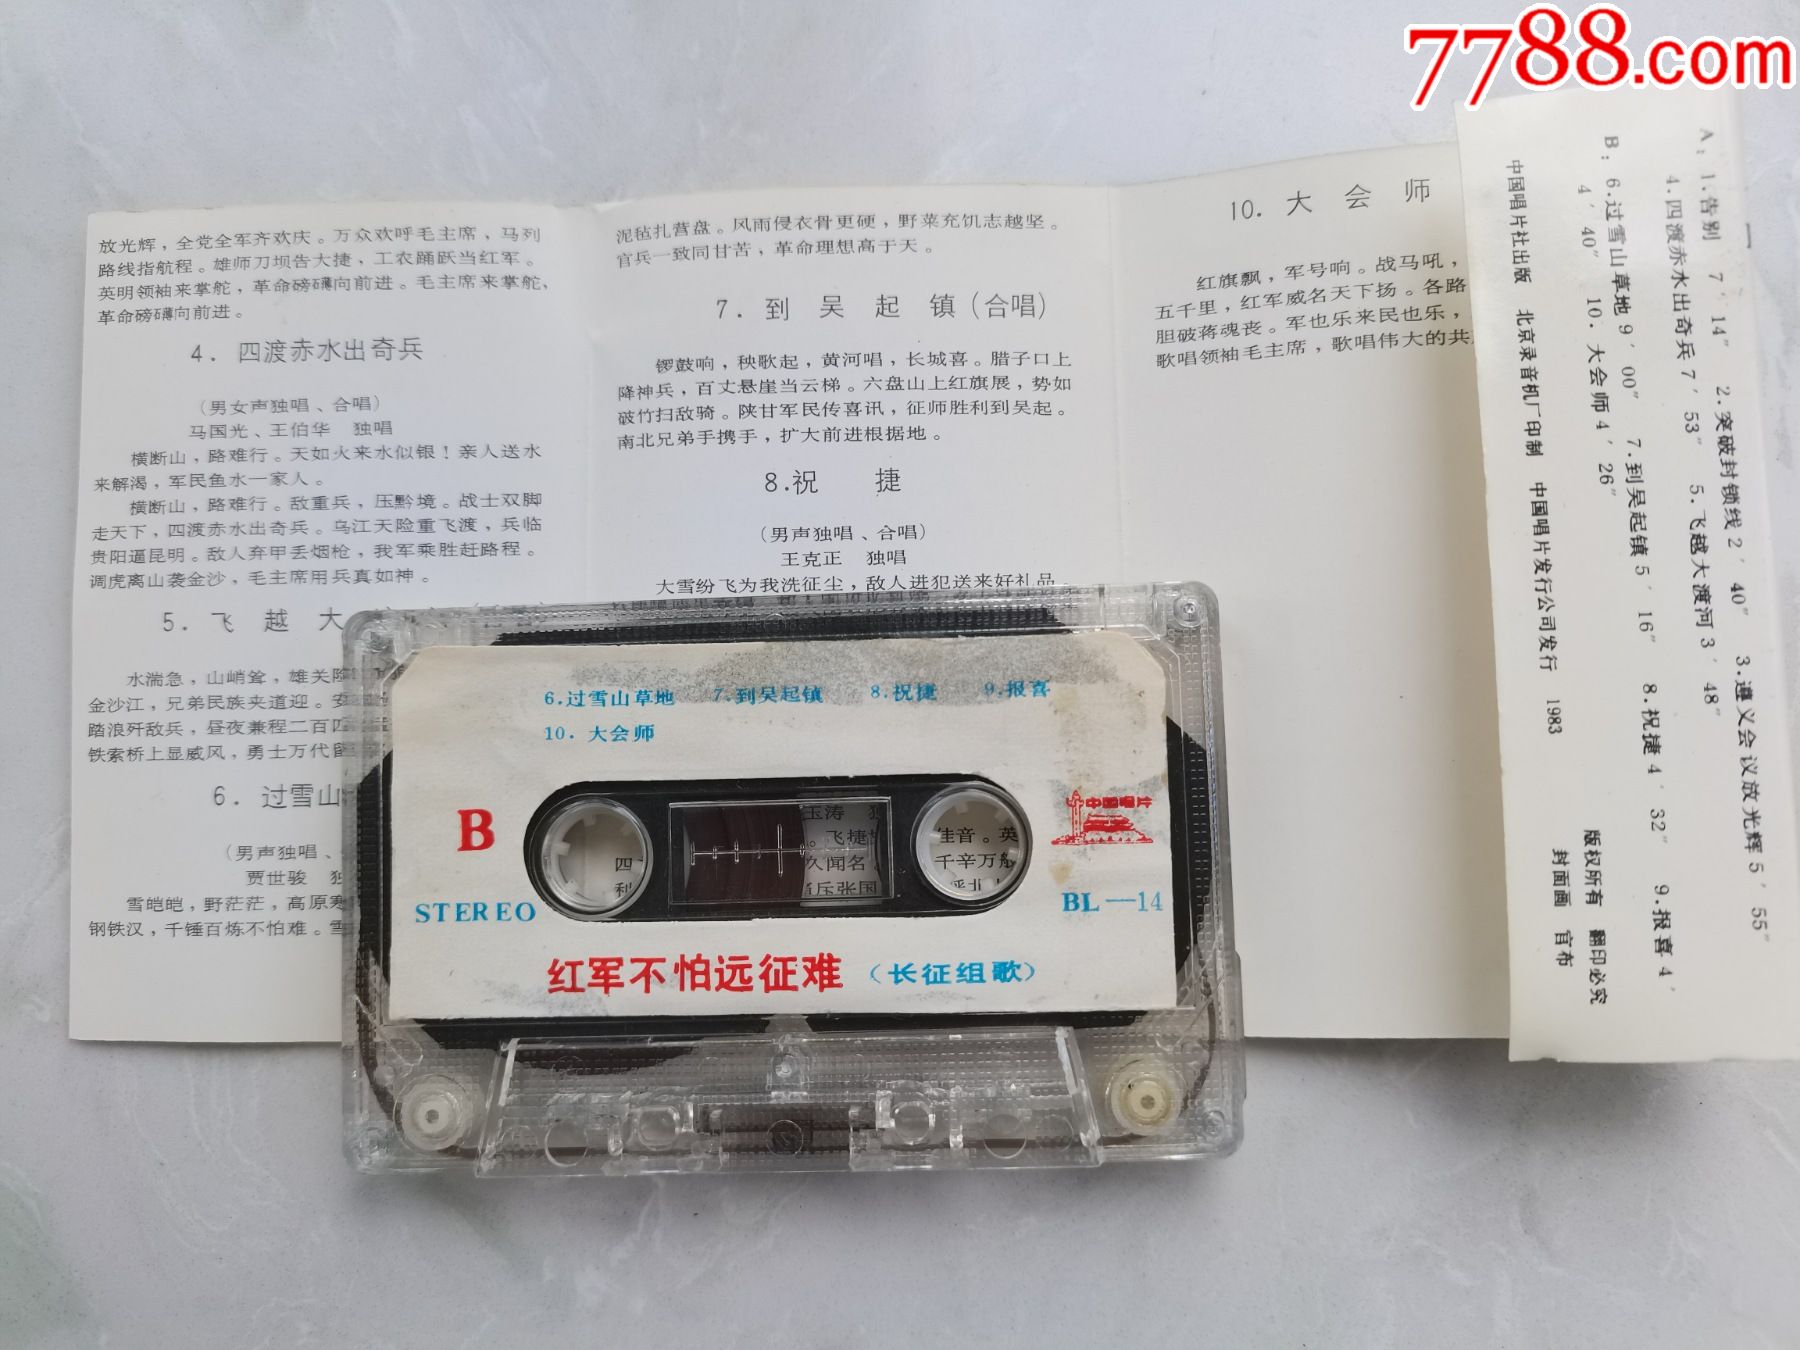 7788.com
放光辉，全党全军齐欢庆。万众欢呼毛主席，马列
路线指航程。雄师刀坝告大捷，工农踊跃当红军。
英明领袖来掌舵，革命磅礴向前进。毛主席来掌舵，
革命磅礴向前进。
4．四渡赤水出奇兵
（男女声独唱、合唱）
马国光、王伯华　独唱
横断山，路难行。天如火来水似银！亲人送水
来解渴，军民鱼水一家人。
横断山，路难行。敌重兵，压黔境。战士双脚
走天下，四渡赤水出奇兵。乌江天险重飞渡，兵临
贵阳逼昆明。敌人弃甲丢烟枪，我军乘胜赶路程。
调虎离山袭金沙，毛主席用兵真如神。
5．飞　越　大
水湍急，山峭耸，雄关险
金沙江，兄弟民族夹道迎。安
踏浪歼敌兵，昼夜兼程二百四
铁索桥上显威风，勇士万代留
6．过雪山
（男声独唱、
贾世骏　独
雪皑皑，野茫茫，高原寒
钢铁汉，千锤百炼不怕难。雪
泥毡扎营盘。风雨侵衣骨更硬，野菜充饥志越坚。
官兵一致同甘苦，革命理想高于天。
7．到　吴　起　镇（合唱）
锣鼓响，秧歌起，黄河唱，长城喜。腊子口上
降神兵，百丈悬崖当云梯。六盘山上红旗展，势如
破竹扫敌骑。陕甘军民传喜讯，征师胜利到吴起。
南北兄弟手携手，扩大前进根据地。
8．祝　捷
（男声独唱、合唱）
王克正　独唱
大雪纷飞为我洗征尘，敌人进犯送来好礼品。
10．大　会　师
红旗飘，军号响。战马吼，
五千里，红军威名天下扬。各路
胆破蒋魂丧。军也乐来民也乐，
歌唱领袖毛主席，歌唱伟大的共
A：1.告别 7′14″ 2.突破封锁线2′40″ 3.遵义会议放光辉5′55″
4.四渡赤水出奇兵7′53″ 5.飞越大渡河3′48″
B：6.过雪山草地9′00″ 7.到吴起镇5′16″ 8.祝捷4′32″ 9.报喜4′
40″ 10.大会师4′26″
版权所有　翻印必究
封面画　官布
中国唱片社出版　北京录音机厂印制　中国唱片发行公司发行　1983
6.过雪山草地　7.到吴起镇　8.祝捷　9.报喜
10．大会师
B
中国唱片
STEREO
BL—14
红军不怕远征难（长征组歌）
玉涛　独
飞捷
久闻名。
斥张国
佳音。英
千辛万
四
利